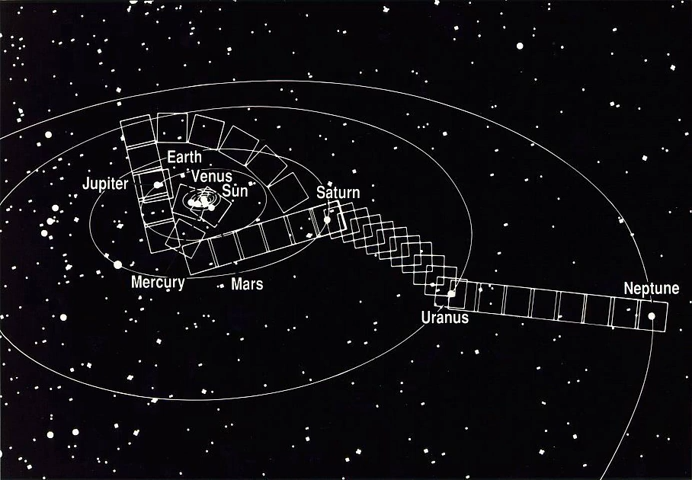 Earth
Venus
Jupiter
Sun
Saturn
Mercury
Mars
Neptune
Uranus